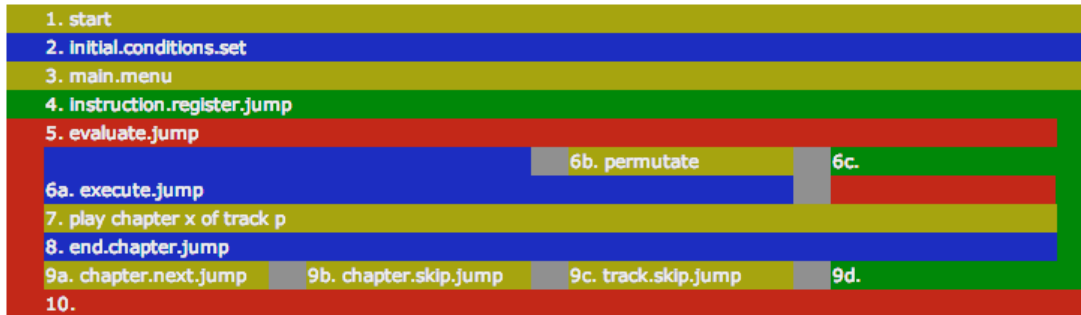 1. start
2. initial.conditions.set
3. main.menu
4. instruction.register.jump
5. evaluate.jump
6b. permutate 6c.
6a. execute.jump
7. play chapter x of track p
8. end.chapter.jump
9a. chapter.next.jump 9b. chapter.skip.jump 9c. track.skip.jump 9d.
10.